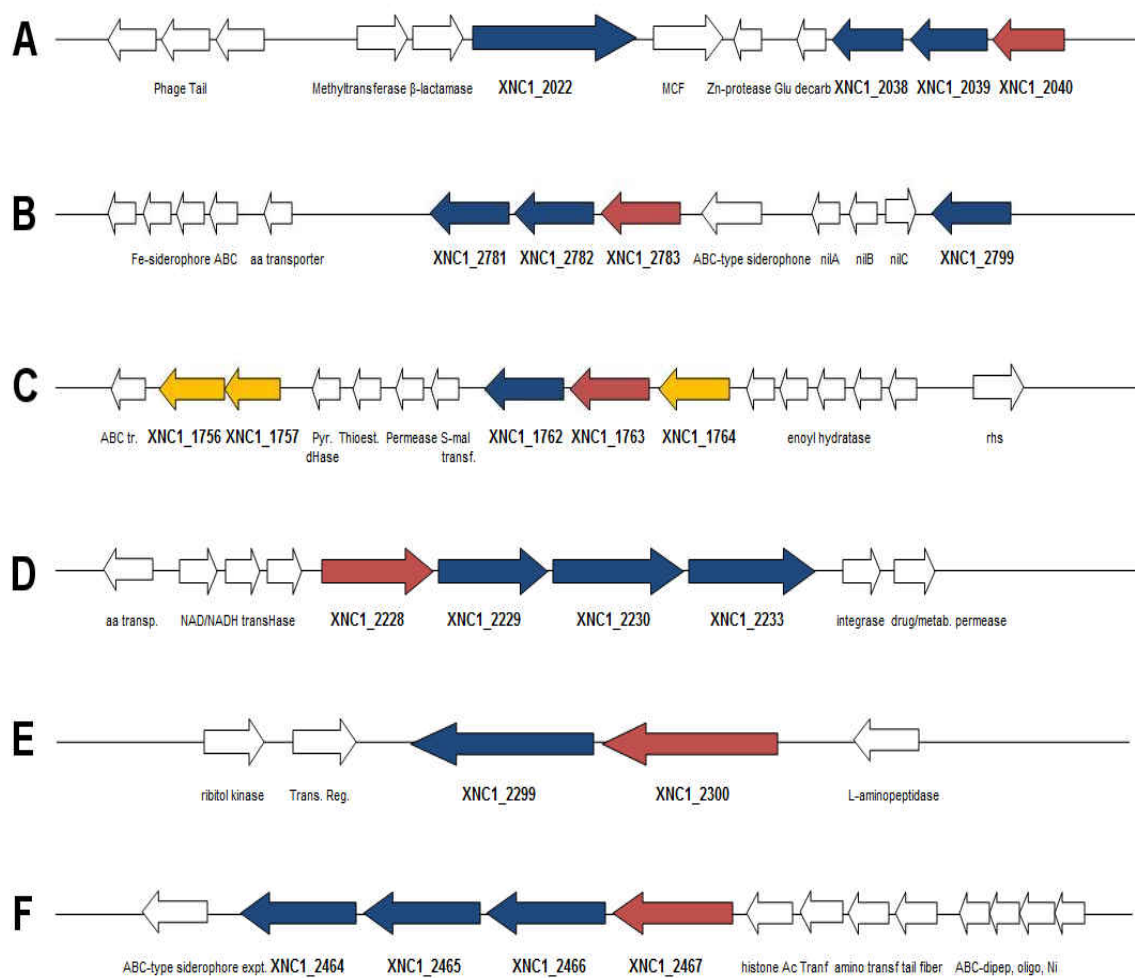 A
Phage Tail Methyltransferase β-lactamase XNC1_2022 MCF Zn-protease Glu decarb XNC1_2038 XNC1_2039 XNC1_2040
B
Fe-siderophore ABC aa transporter XNC1_2781 XNC1_2782 XNC1_2783 ABC-type siderophone nilA nilB nilC XNC1_2799
C
ABC tr. XNC1_1756 XNC1_1757 Pyr. Thioest. Permease S-mal XNC1_1762 XNC1_1763 XNC1_1764 enoyl hydratase rhs
dHase transf.
D
aa transp. NAD/NADH transHase XNC1_2228 XNC1_2229 XNC1_2230 XNC1_2233 integrase drug/metab. permease
E
ribitol kinase Trans. Reg. XNC1_2299 XNC1_2300 L-aminopeptidase
F
ABC-type siderophore expt. XNC1_2464 XNC1_2465 XNC1_2466 XNC1_2467 histone Ac Tranf amino transf tail fiber ABC-dipep, oligo, Ni